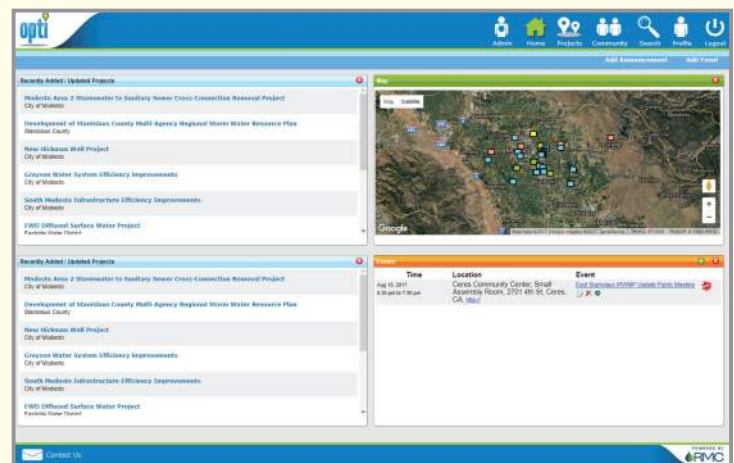 opti
Admin Home Projects Community Search Profile Logout
Add Announcement Add Event
Recently Added / Updated Projects
Modesto Area 2 Stormwater to Sanitary Sewer Cross-Connection Removal Project
City of Modesto
Development of Stanislaus County Multi-Agency Regional Storm Water Resource Plan
Stanislaus County
New Hickman Well Project
City of Modesto
Grayson Water System Efficiency Improvements
City of Modesto
South Modesto Infrastructure Efficiency Improvements
City of Modesto
EWD Diffused Surface Water Project
Eastside Water District
Map
Map Satellite
Google
Recently Added / Updated Projects
Modesto Area 2 Stormwater to Sanitary Sewer Cross-Connection Removal Project
City of Modesto
Development of Stanislaus County Multi-Agency Regional Storm Water Resource Plan
Stanislaus County
New Hickman Well Project
City of Modesto
Grayson Water System Efficiency Improvements
City of Modesto
South Modesto Infrastructure Efficiency Improvements
City of Modesto
EWD Diffused Surface Water Project
Eastside Water District
Events
Time Location Event
Aug 10, 2017
Ceres Community Center, Small
Assembly Room, 2701 4th St, Ceres,
CA, http://
East Stanislaus IRWMP Update Public Meeting
Contact Us
POWERED BY
RMC